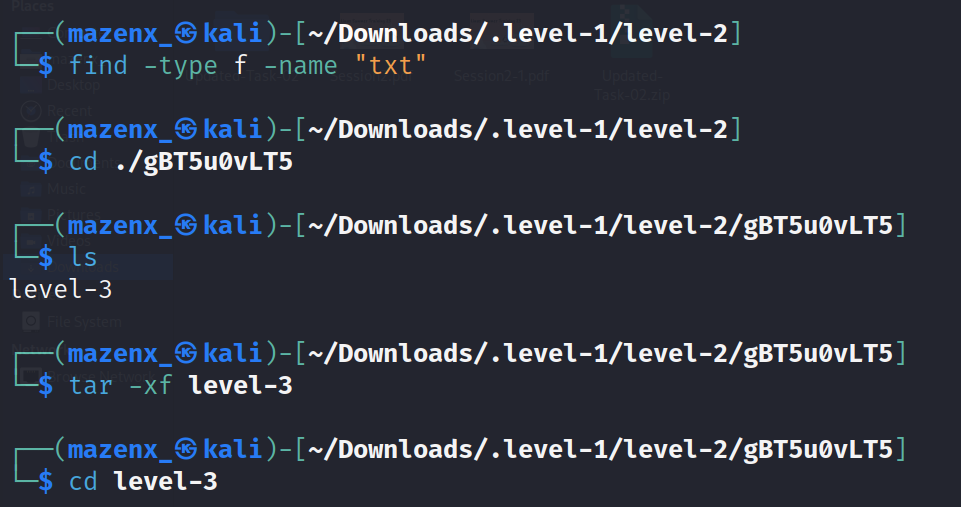 ┌──(mazenx_㉿kali)-[~/Downloads/.level-1/level-2]
└─$ find -type f -name "txt"
┌──(mazenx_㉿kali)-[~/Downloads/.level-1/level-2]
└─$ cd ./gBT5u0vLT5
┌──(mazenx_㉿kali)-[~/Downloads/.level-1/level-2/gBT5u0vLT5]
└─$ ls
level-3
┌──(mazenx_㉿kali)-[~/Downloads/.level-1/level-2/gBT5u0vLT5]
└─$ tar -xf level-3
┌──(mazenx_㉿kali)-[~/Downloads/.level-1/level-2/gBT5u0vLT5]
└─$ cd level-3
Places
Desktop
Recent
Music
File System
Session2-1.pdf
Updated-
Task-02.zip